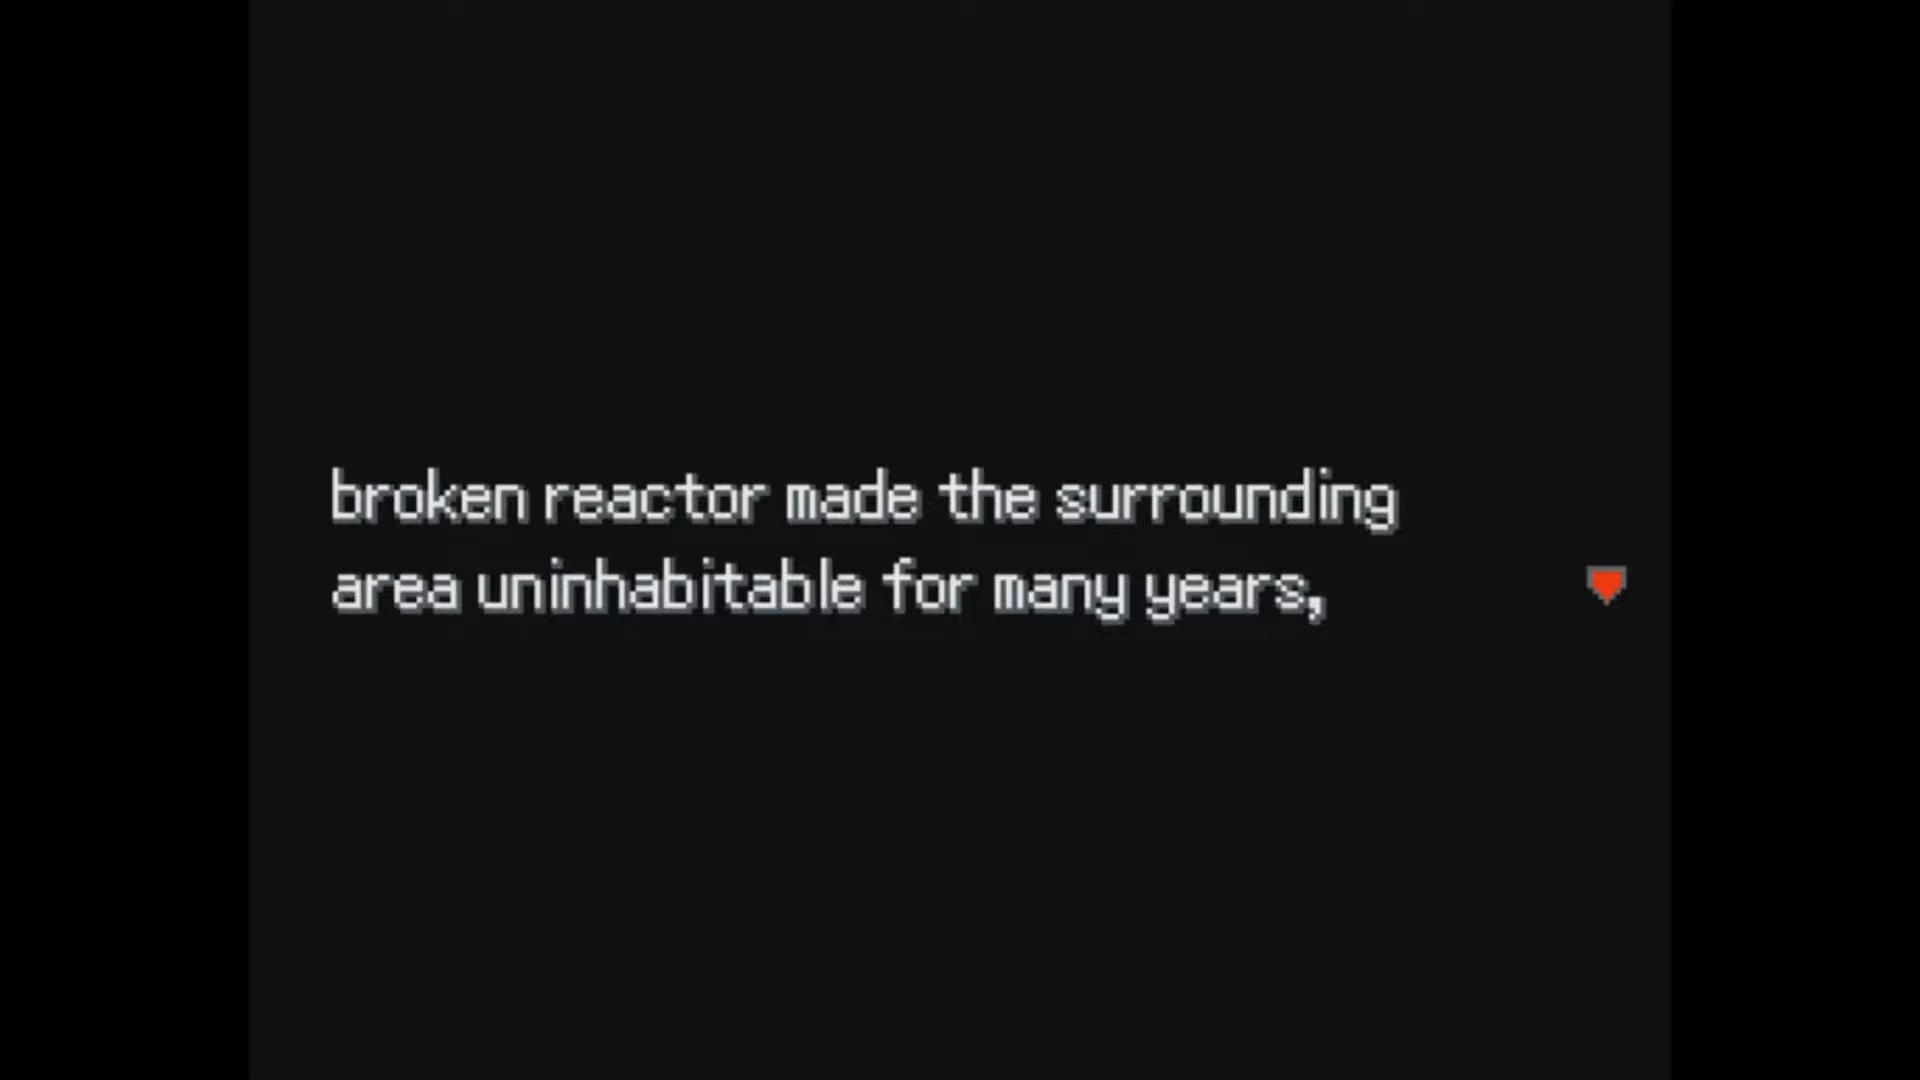 broken reactor made the surrounding
area uninhabitable for many years,